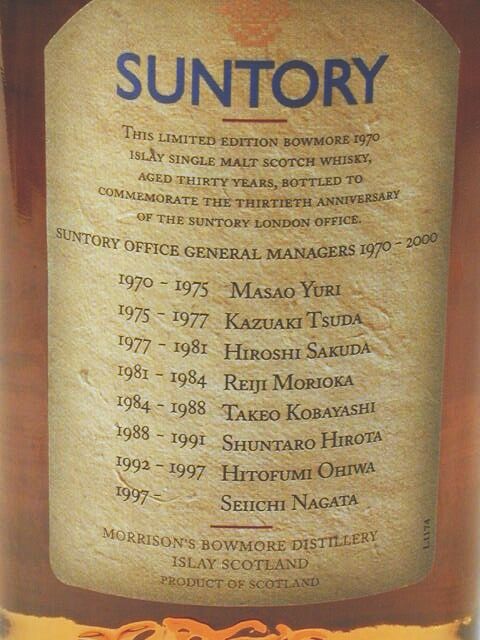 SUNTORY
THIS LIMITED EDITION BOWMORE 1970
ISLAY SINGLE MALT SCOTCH WHISKY,
AGED THIRTY YEARS, BOTTLED TO
COMMEMORATE THE THIRTIETH ANNIVERSARY
OF THE SUNTORY LONDON OFFICE.
SUNTORY OFFICE GENERAL MANAGERS 1970 - 2000
1970 - 1975 MASAO YURI
1975 - 1977 KAZUAKI TSUDA
1977 - 1981 HIROSHI SAKUDA
1981 - 1984 REIJI MORIOKA
1984 - 1988 TAKEO KOBAYASHI
1988 - 1991 SHUNTARO HIROTA
1992 - 1997 HITOFUMI OHIWA
1997 - SEIICHI NAGATA
MORRISON'S BOWMORE DISTILLERY
ISLAY SCOTLAND
PRODUCT OF SCOTLAND
L1174